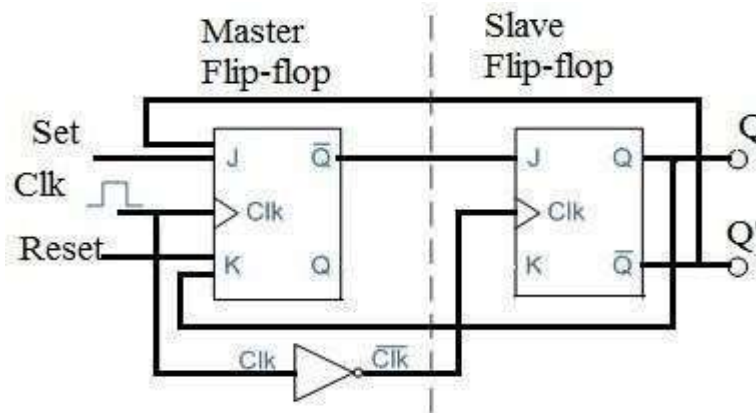 Master
Flip-flop
Slave
Flip-flop
Set
J Q̅
J Q
Q
Clk
Clk
Clk
Reset
K Q
K Q̅
Q'
Clk
C̅l̅k̅